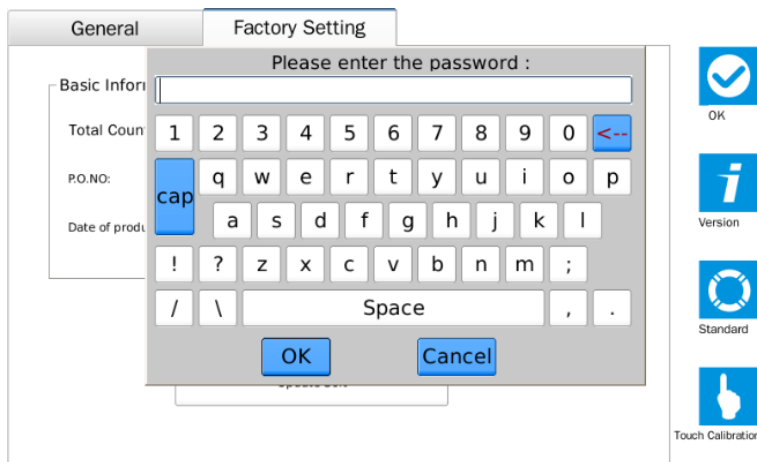 General
Factory Setting
Please enter the password :
Basic Infor
Total Coun
P.O.NO:
Date of produ
1 2 3 4 5 6 7 8 9 0 <--
cap
q w e r t y u i o p
a s d f g h j k l
! ? z x c v b n m ;
/ \ Space , .
OK
Cancel
OK
Version
Standard
Touch Calibration